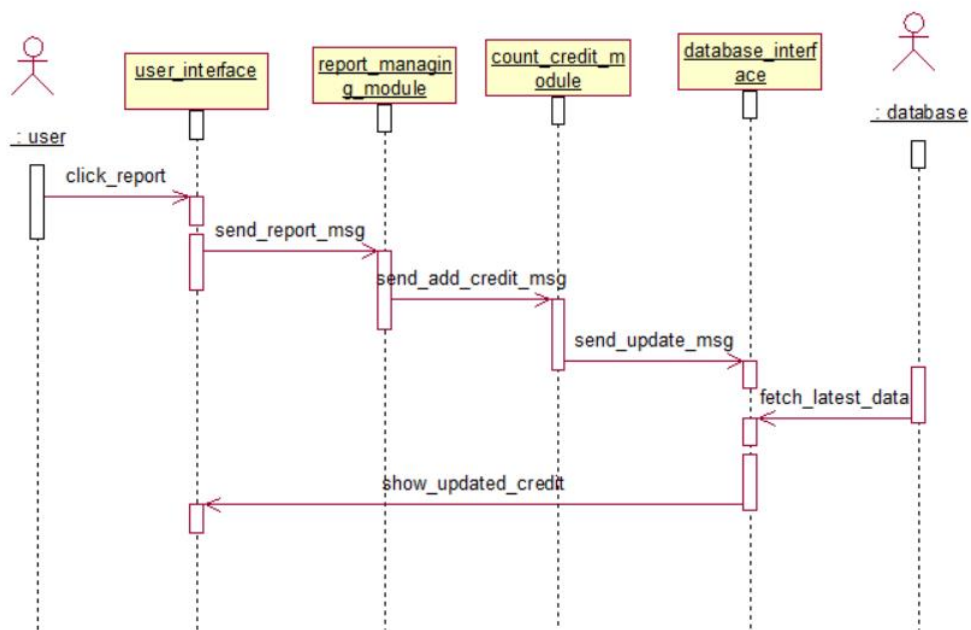 : user
user_interface
report_managin
g_module
count_credit_m
odule
database_interf
ace
: database
click_report
send_report_msg
send_add_credit_msg
send_update_msg
fetch_latest_data
show_updated_credit